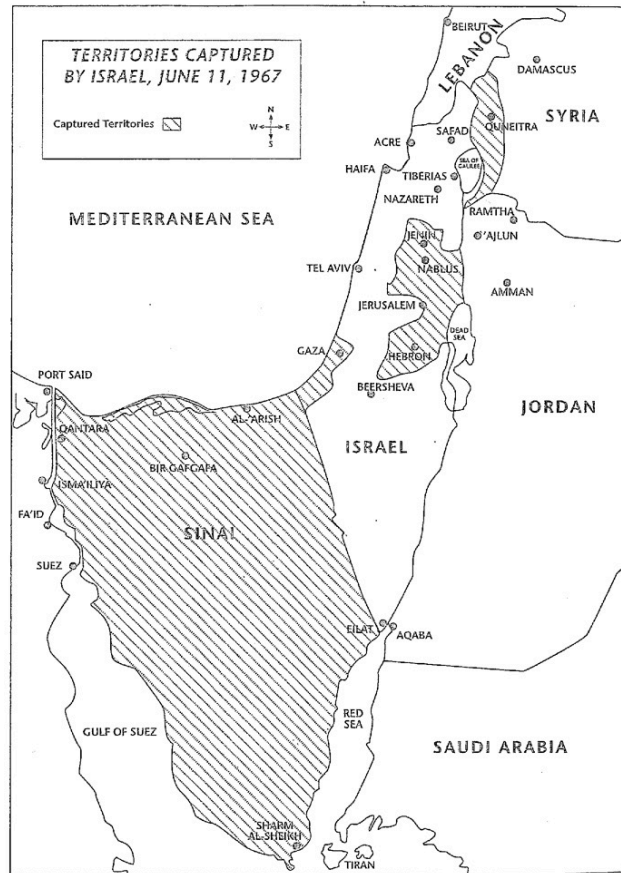 TERRITORIES CAPTURED
BY ISRAEL, JUNE 11, 1967
Captured Territories
N
W
E
S
BEIRUT
LEBANON
DAMASCUS
SYRIA
QUNEITRA
SAFAD
ACRE
SEA OF
GALILEE
HAIFA
TIBERIAS
NAZARETH
MEDITERRANEAN SEA
RAMTHA
'AJLUN
JENIN
NABLUS
TEL AVIV
AMMAN
JERUSALEM
DEAD
SEA
GAZA
HEBRON
PORT SAID
BEERSHEVA
AL-'ARISH
JORDAN
QANTARA
ISRAEL
BIR GAFGAFA
ISMA'ILIYA
FA'ID
SINAI
SUEZ
EILAT
AQABA
RED
SEA
GULF OF SUEZ
SAUDI ARABIA
SHARM
AL-SHEIKH
TIRAN